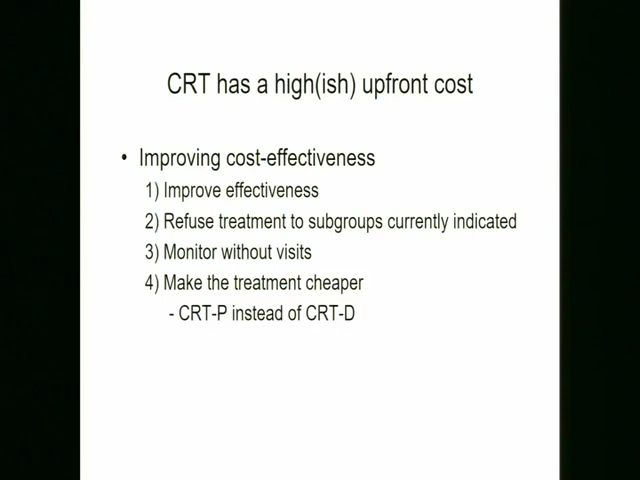 CRT has a high(ish) upfront cost
• Improving cost-effectiveness
1) Improve effectiveness
2) Refuse treatment to subgroups currently indicated
3) Monitor without visits
4) Make the treatment cheaper
- CRT-P instead of CRT-D